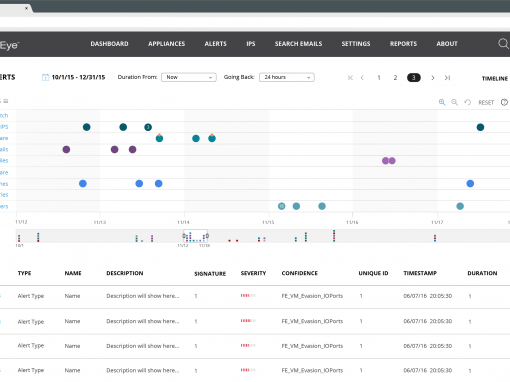 Eye™
DASHBOARD APPLIANCES ALERTS IPS SEARCH EMAILS SETTINGS REPORTS ABOUT
ERTS 10/1/15 - 12/31/15 Duration From: Now Going Back: 24 hours 1 2 3 TIMELINE
RESET
tch
IPS
are
ails
iles
are
nes
ries
ers
11/12 11/13 11/14 11/15 11/16 11/17
10/1 11/12 11/18
TYPE NAME DESCRIPTION SIGNATURE SEVERITY CONFIDENCE UNIQUE ID TIMESTAMP DURATION
Alert Type Name Description will show here... 1 FE_VM_Evasion_IOPorts 1 06/07/16 20:05:30 1
Alert Type Name Description will show here... 1 FE_VM_Evasion_IOPorts 1 06/07/16 20:05:30 1
Alert Type Name Description will show here... 1 FE_VM_Evasion_IOPorts 1 06/07/16 20:05:30 1
Alert Type Name Description will show here... 1 FE_VM_Evasion_IOPorts 1 06/07/16 20:05:30 1